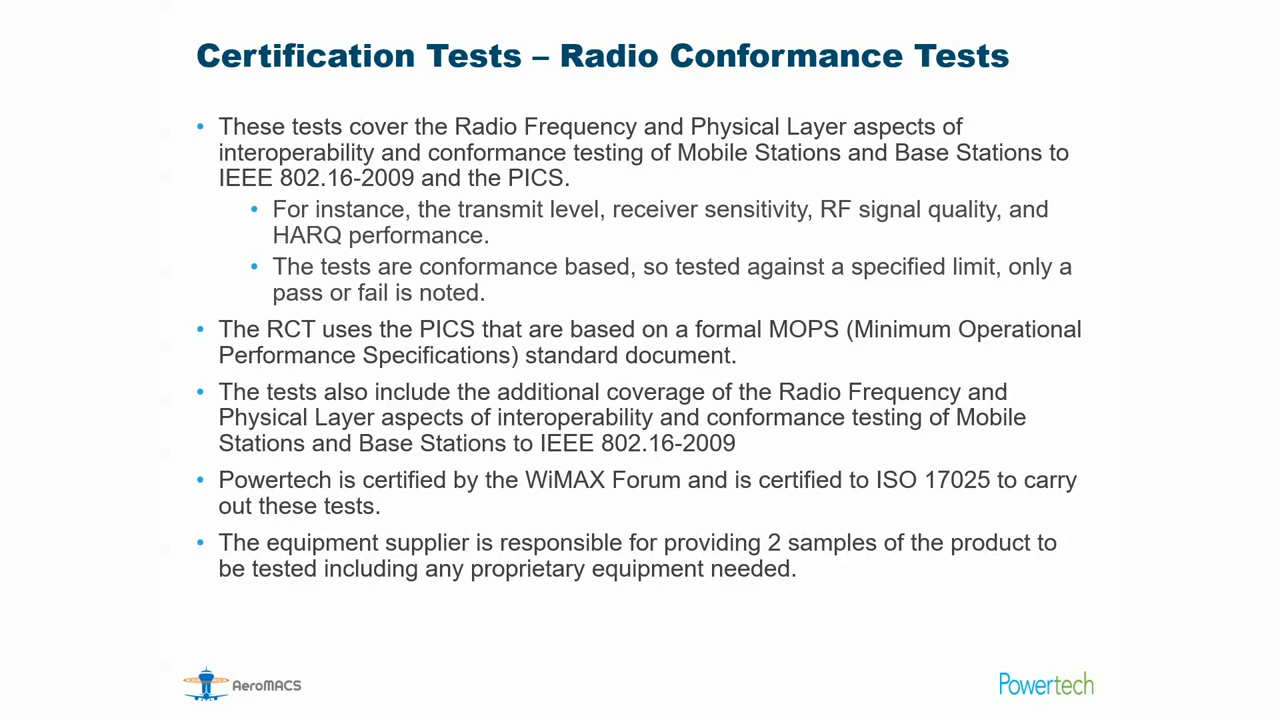 Certification Tests – Radio Conformance Tests
• These tests cover the Radio Frequency and Physical Layer aspects of
interoperability and conformance testing of Mobile Stations and Base Stations to
IEEE 802.16-2009 and the PICS.
• For instance, the transmit level, receiver sensitivity, RF signal quality, and
HARQ performance.
• The tests are conformance based, so tested against a specified limit, only a
pass or fail is noted.
• The RCT uses the PICS that are based on a formal MOPS (Minimum Operational
Performance Specifications) standard document.
• The tests also include the additional coverage of the Radio Frequency and
Physical Layer aspects of interoperability and conformance testing of Mobile
Stations and Base Stations to IEEE 802.16-2009
• Powertech is certified by the WiMAX Forum and is certified to ISO 17025 to carry
out these tests.
• The equipment supplier is responsible for providing 2 samples of the product to
be tested including any proprietary equipment needed.
AeroMACS
Powertech